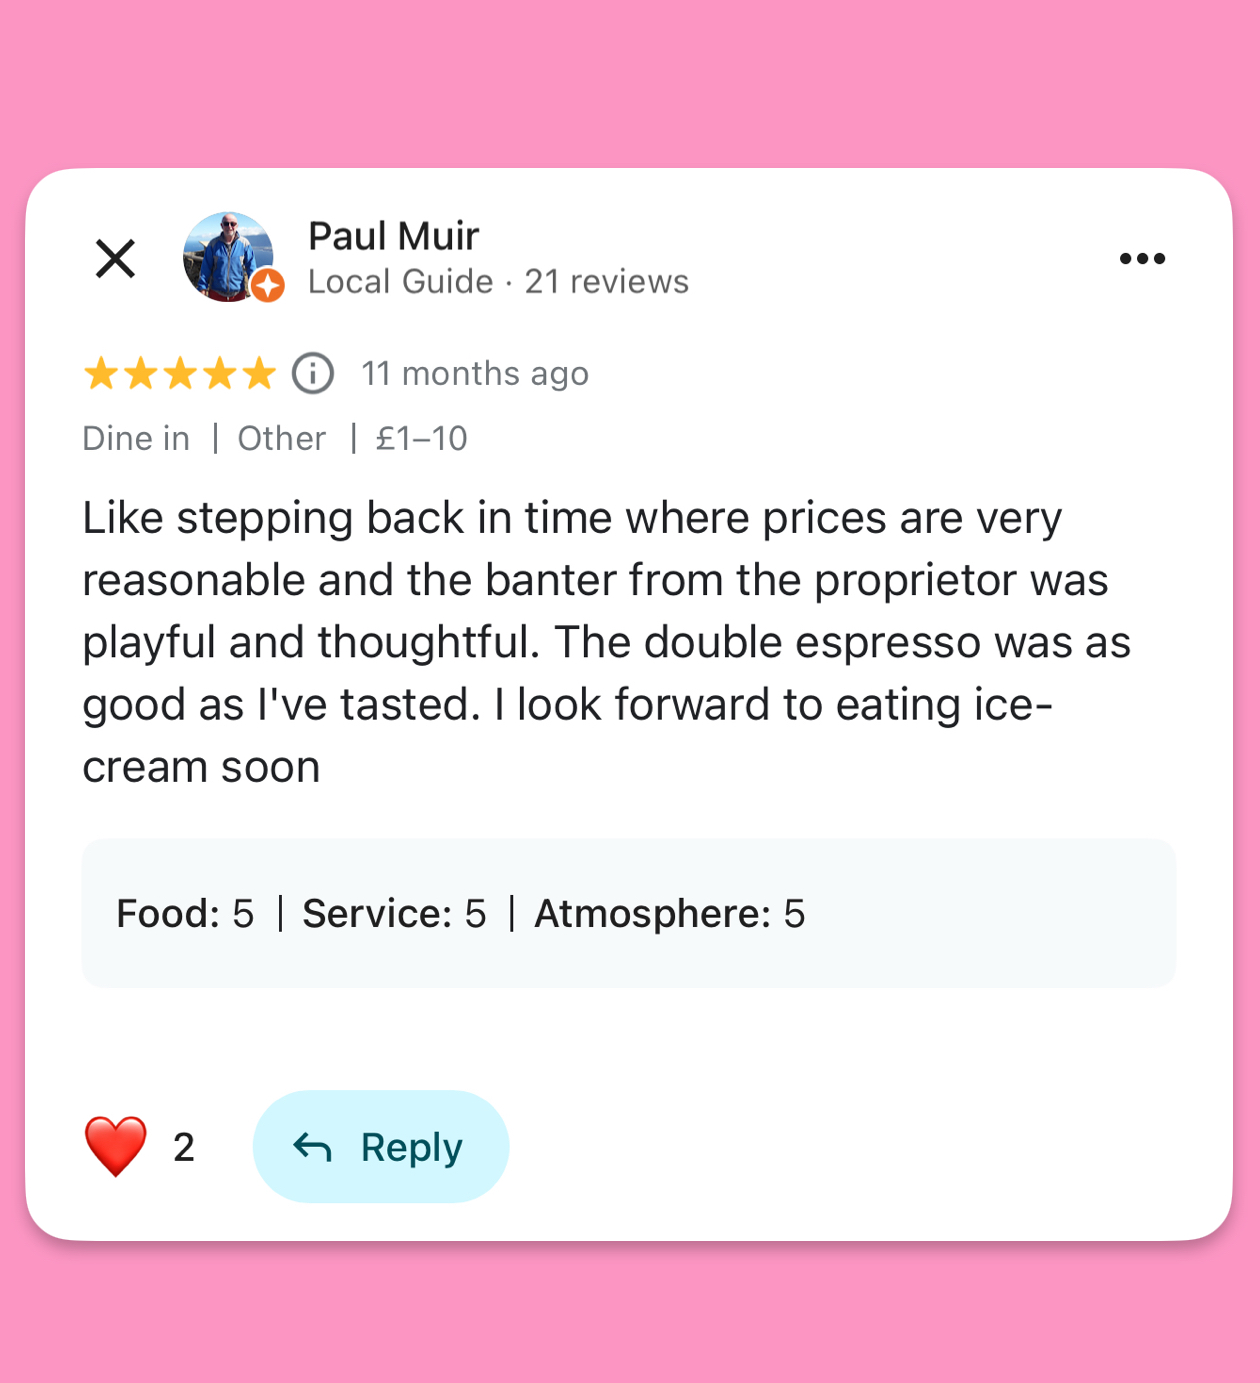 Paul Muir
Local Guide · 21 reviews
11 months ago
Dine in | Other | £1–10
Like stepping back in time where prices are very
reasonable and the banter from the proprietor was
playful and thoughtful. The double espresso was as
good as I've tasted. I look forward to eating ice-
cream soon
Food: 5 | Service: 5 | Atmosphere: 5
2
Reply